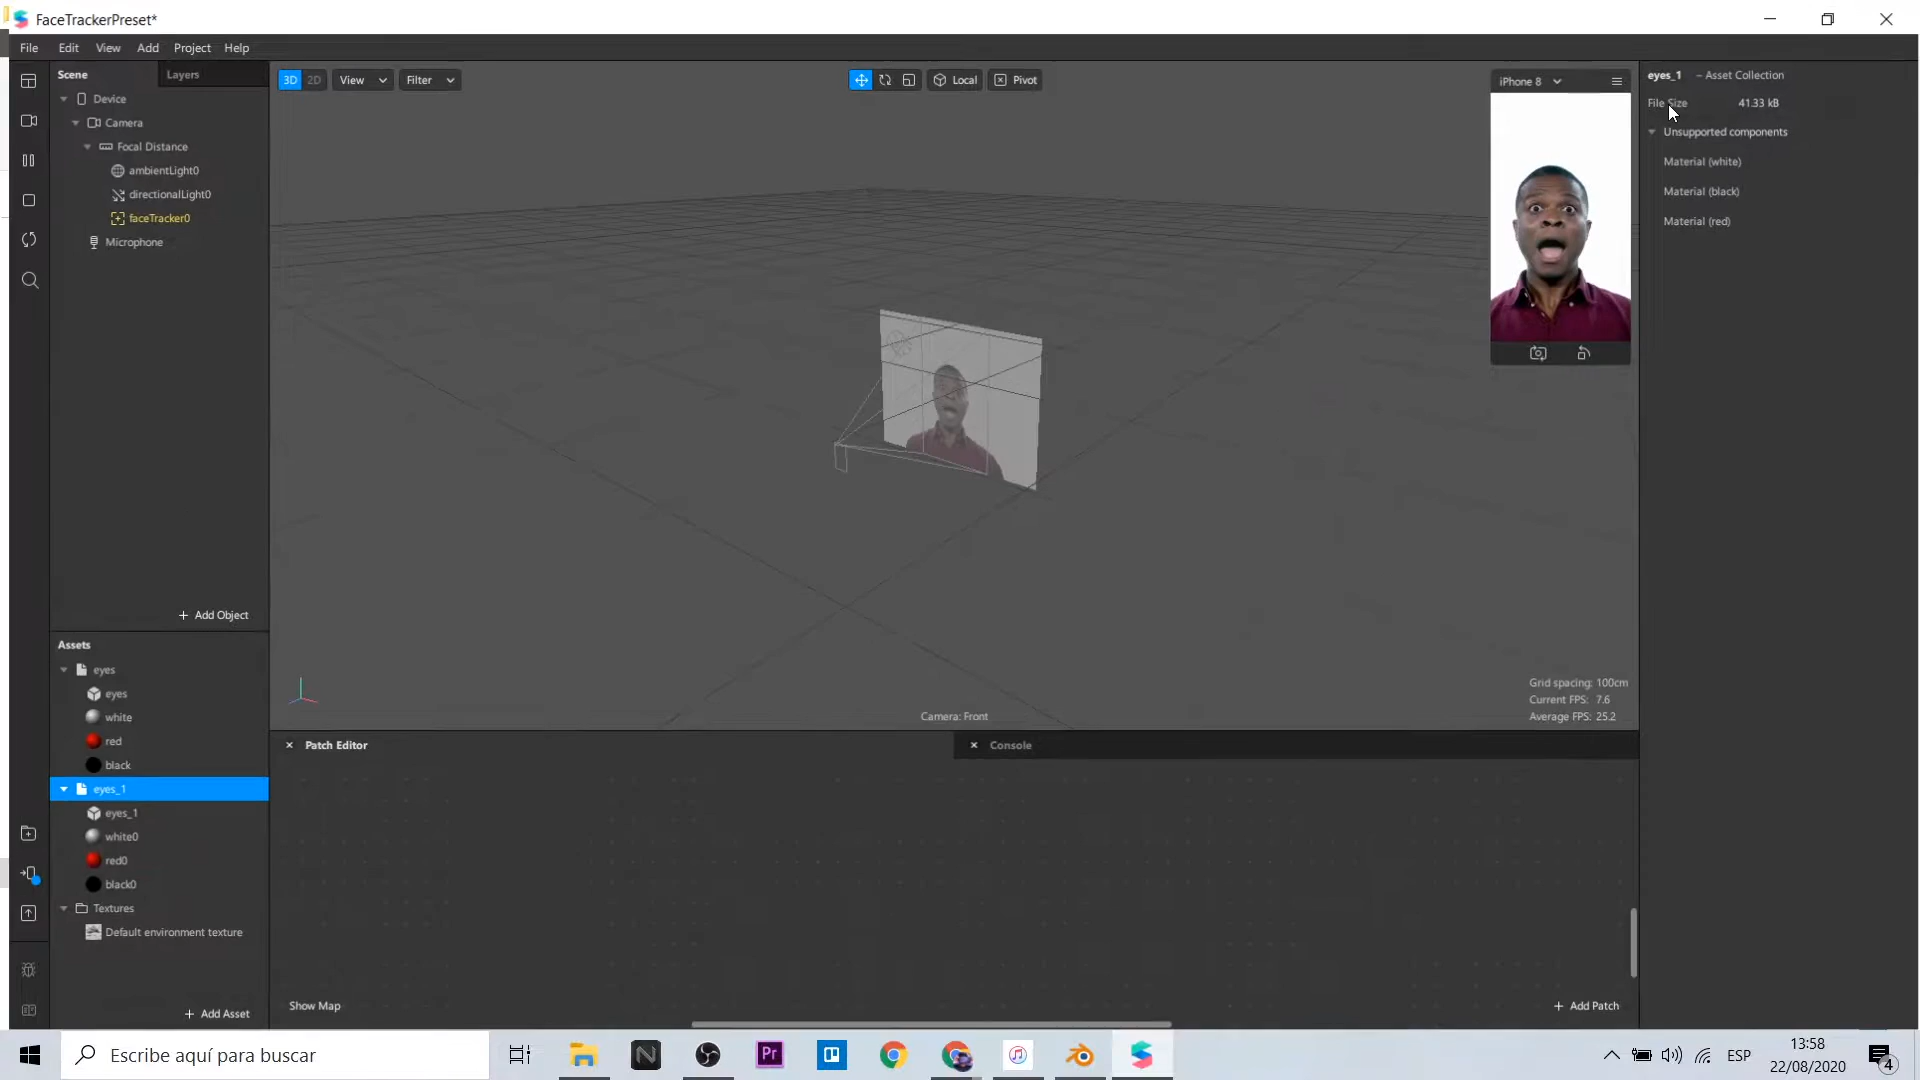 FaceTrackerPreset*
File Edit View Add Project Help
Scene Layers
Device
Camera
Focal Distance
ambientLight0
directionalLight0
faceTracker0
Microphone
+ Add Object
Assets
eyes
eyes
white
red
black
eyes_1
eyes_1
white0
red0
black0
Textures
Default environment texture
+ Add Asset
3D 2D View Filter Local Pivot
iPhone 8
Grid spacing: 100cm
Current FPS: 7.6
Average FPS: 25.2
Camera: Front
Patch Editor
Console
Show Map
+ Add Patch
eyes_1 – Asset Collection
File Size 41.33 kB
Unsupported components
Material (white)
Material (black)
Material (red)
Escribe aquí para buscar
N
Pr
ESP
13:58
22/08/2020
4